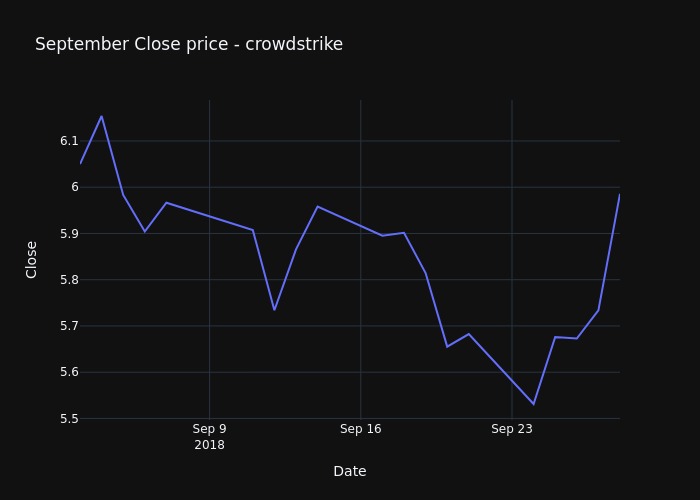 September Close price - crowdstrike
Close
6.1
6
5.9
5.8
5.7
5.6
5.5
Sep 9
2018
Sep 16
Sep 23
Date